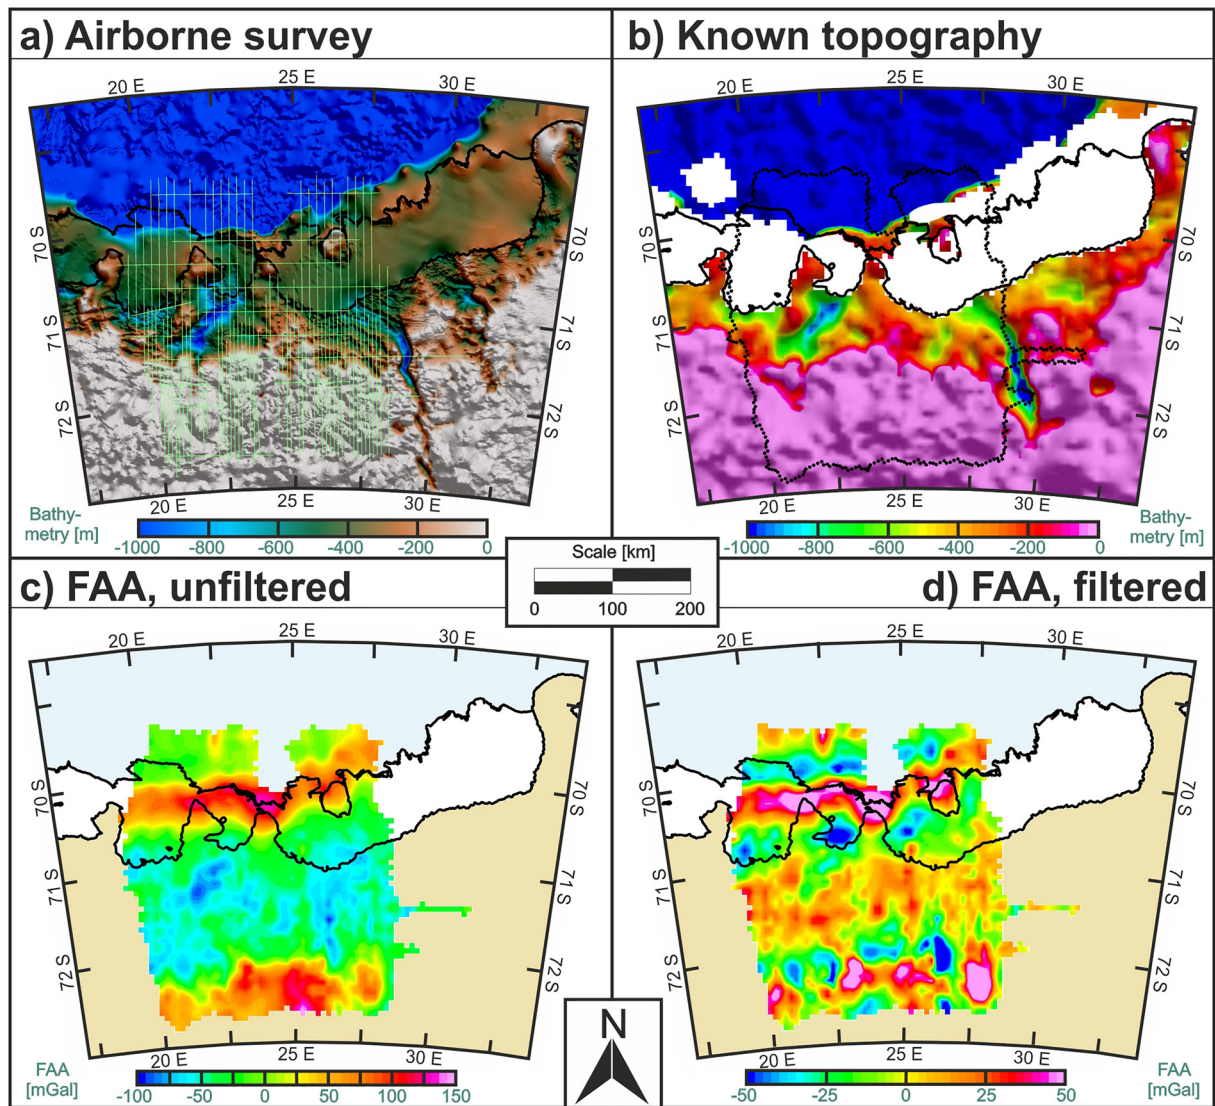 a) Airborne survey
20 E
25 E
30 E
70 S
70 S
71 S
71 S
72 S
72 S
20 E
25 E
30 E
Bathy-
metry [m]
-1000
-800
-600
-400
-200
0
b) Known topography
20 E
25 E
30 E
70 S
70 S
71 S
71 S
72 S
72 S
20 E
25 E
30 E
Bathy-
metry [m]
-1000
-800
-600
-400
-200
0
Scale [km]
0
100
200
c) FAA, unfiltered
20 E
25 E
30 E
70 S
70 S
71 S
71 S
72 S
72 S
20 E
25 E
30 E
FAA
[mGal]
-100
-50
0
50
100
150
d) FAA, filtered
20 E
25 E
30 E
70 S
70 S
71 S
71 S
72 S
72 S
20 E
25 E
30 E
FAA
[mGal]
-50
-25
0
25
50
N